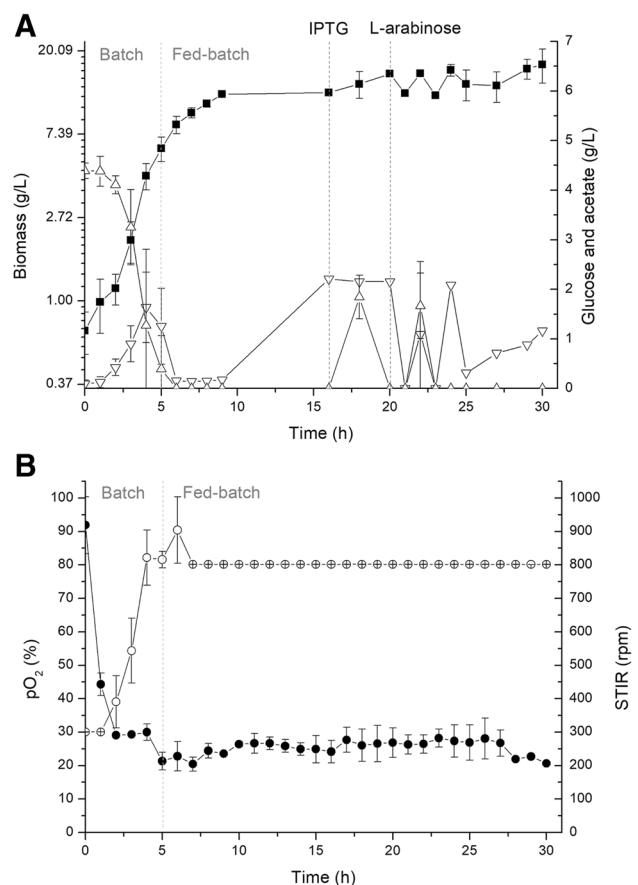 A
IPTG L-arabinose
20.09 Batch Fed-batch 7
6
7.39 5
4
2.72 3
2
1.00 1
0.37 0
Biomass (g/L)
Glucose and acetate (g/L)
0 5 10 15 20 25 30
Time (h)
B
Batch Fed-batch
100 1000
90 900
80 800
70 700
60 600
50 500
40 400
30 300
20 200
10 100
0 0
pO2 (%)
STIR (rpm)
0 5 10 15 20 25 30
Time (h)